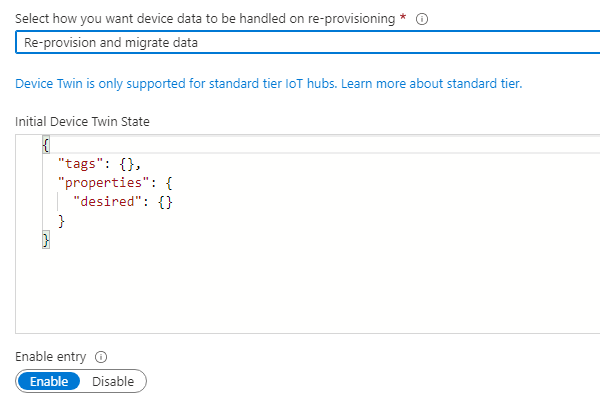 Select how you want device data to be handled on re-provisioning * ⓘ
Re-provision and migrate data
Device Twin is only supported for standard tier IoT hubs. Learn more about standard tier.
Initial Device Twin State
{
"tags": {},
"properties": {
"desired": {}
}
}
Enable entry ⓘ
Enable Disable